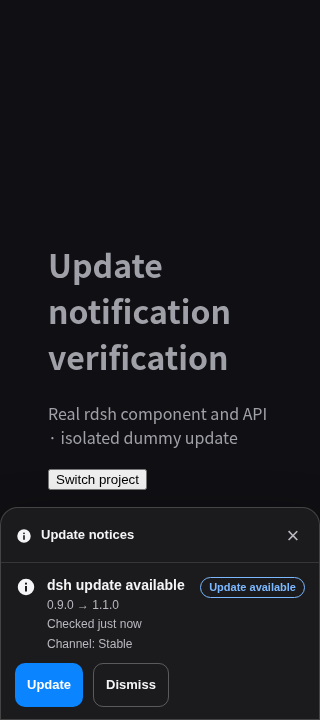 Update
notification
verification
Real rdsh component and API
· isolated dummy update
Switch project
Update notices
×
dsh update available
Update available
0.9.0 → 1.1.0
Checked just now
Channel: Stable
Update
Dismiss